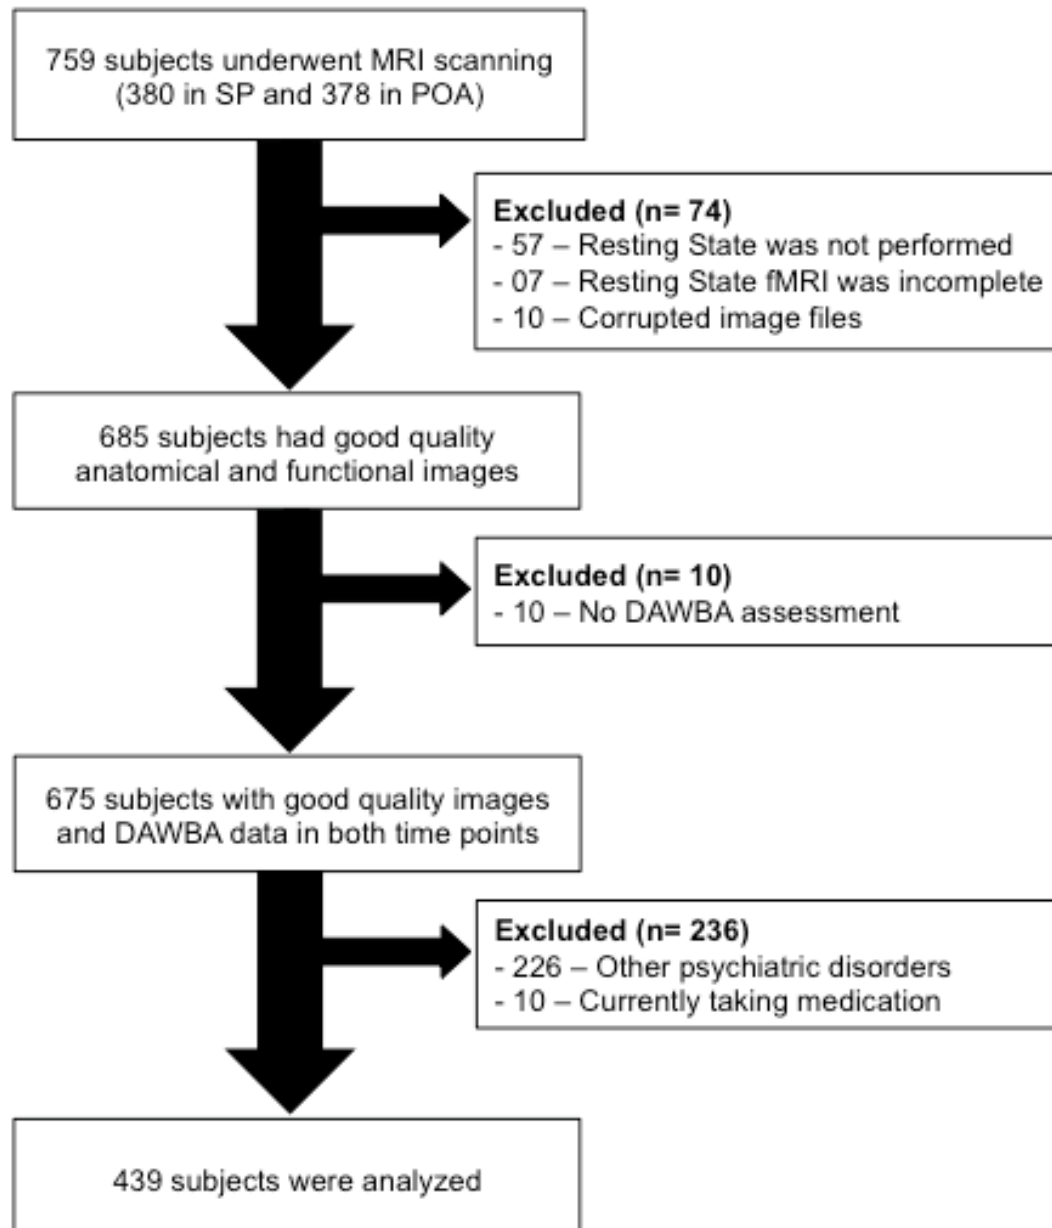 759 subjects underwent MRI scanning
(380 in SP and 378 in POA)
Excluded (n= 74)
- 57 – Resting State was not performed
- 07 – Resting State fMRI was incomplete
- 10 – Corrupted image files
685 subjects had good quality
anatomical and functional images
Excluded (n= 10)
- 10 – No DAWBA assessment
675 subjects with good quality images
and DAWBA data in both time points
Excluded (n= 236)
- 226 – Other psychiatric disorders
- 10 – Currently taking medication
439 subjects were analyzed